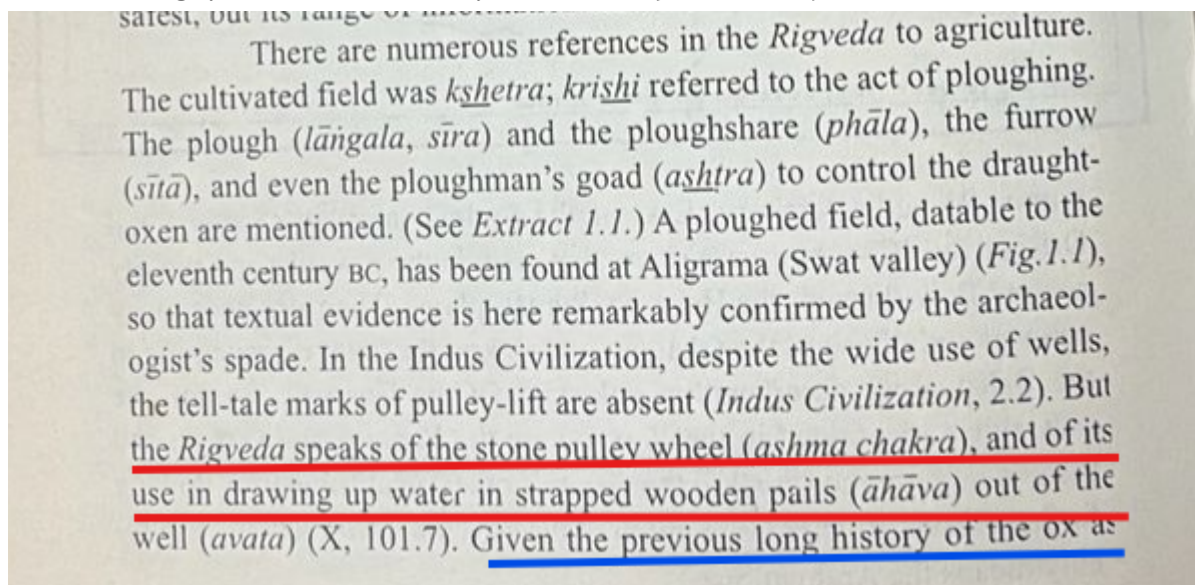 safest, but its range of
There are numerous references in the Rigveda to agriculture.
The cultivated field was kshetra; krishi referred to the act of ploughing.
The plough (lāṅgala, sīra) and the ploughshare (phāla), the furrow
(sītā), and even the ploughman's goad (ashtra) to control the draught-
oxen are mentioned. (See Extract 1.1.) A ploughed field, datable to the
eleventh century BC, has been found at Aligrama (Swat valley) (Fig.1.1),
so that textual evidence is here remarkably confirmed by the archaeol-
ogist's spade. In the Indus Civilization, despite the wide use of wells,
the tell-tale marks of pulley-lift are absent (Indus Civilization, 2.2). But
the Rigveda speaks of the stone pulley wheel (ashma chakra), and of its
use in drawing up water in strapped wooden pails (āhāva) out of the
well (avata) (X, 101.7). Given the previous long history of the ox as